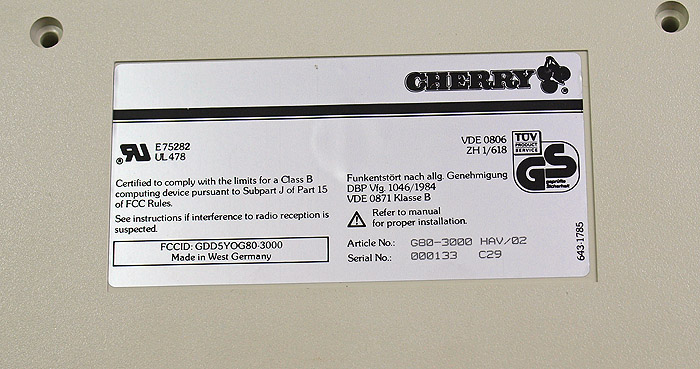 CHERRY
®
E75282
UL 478
Certified to comply with the limits for a Class B
computing device pursuant to Subpart J of Part 15
of FCC Rules.
See instructions if interference to radio reception is
suspected.
FCCID: GDD5YOG80-3000
Made in West Germany
VDE 0806
ZH 1/618
TÜV
PRODUCT
SERVICE
GS
geprüfte
Sicherheit
Funkentstört nach allg. Genehmigung
DBP Vfg. 1046/1984
VDE 0871 Klasse B
Refer to manual
for proper installation.
Article No.: G80-3000 HAV/02
Serial No.: 000133 C29
643-1785